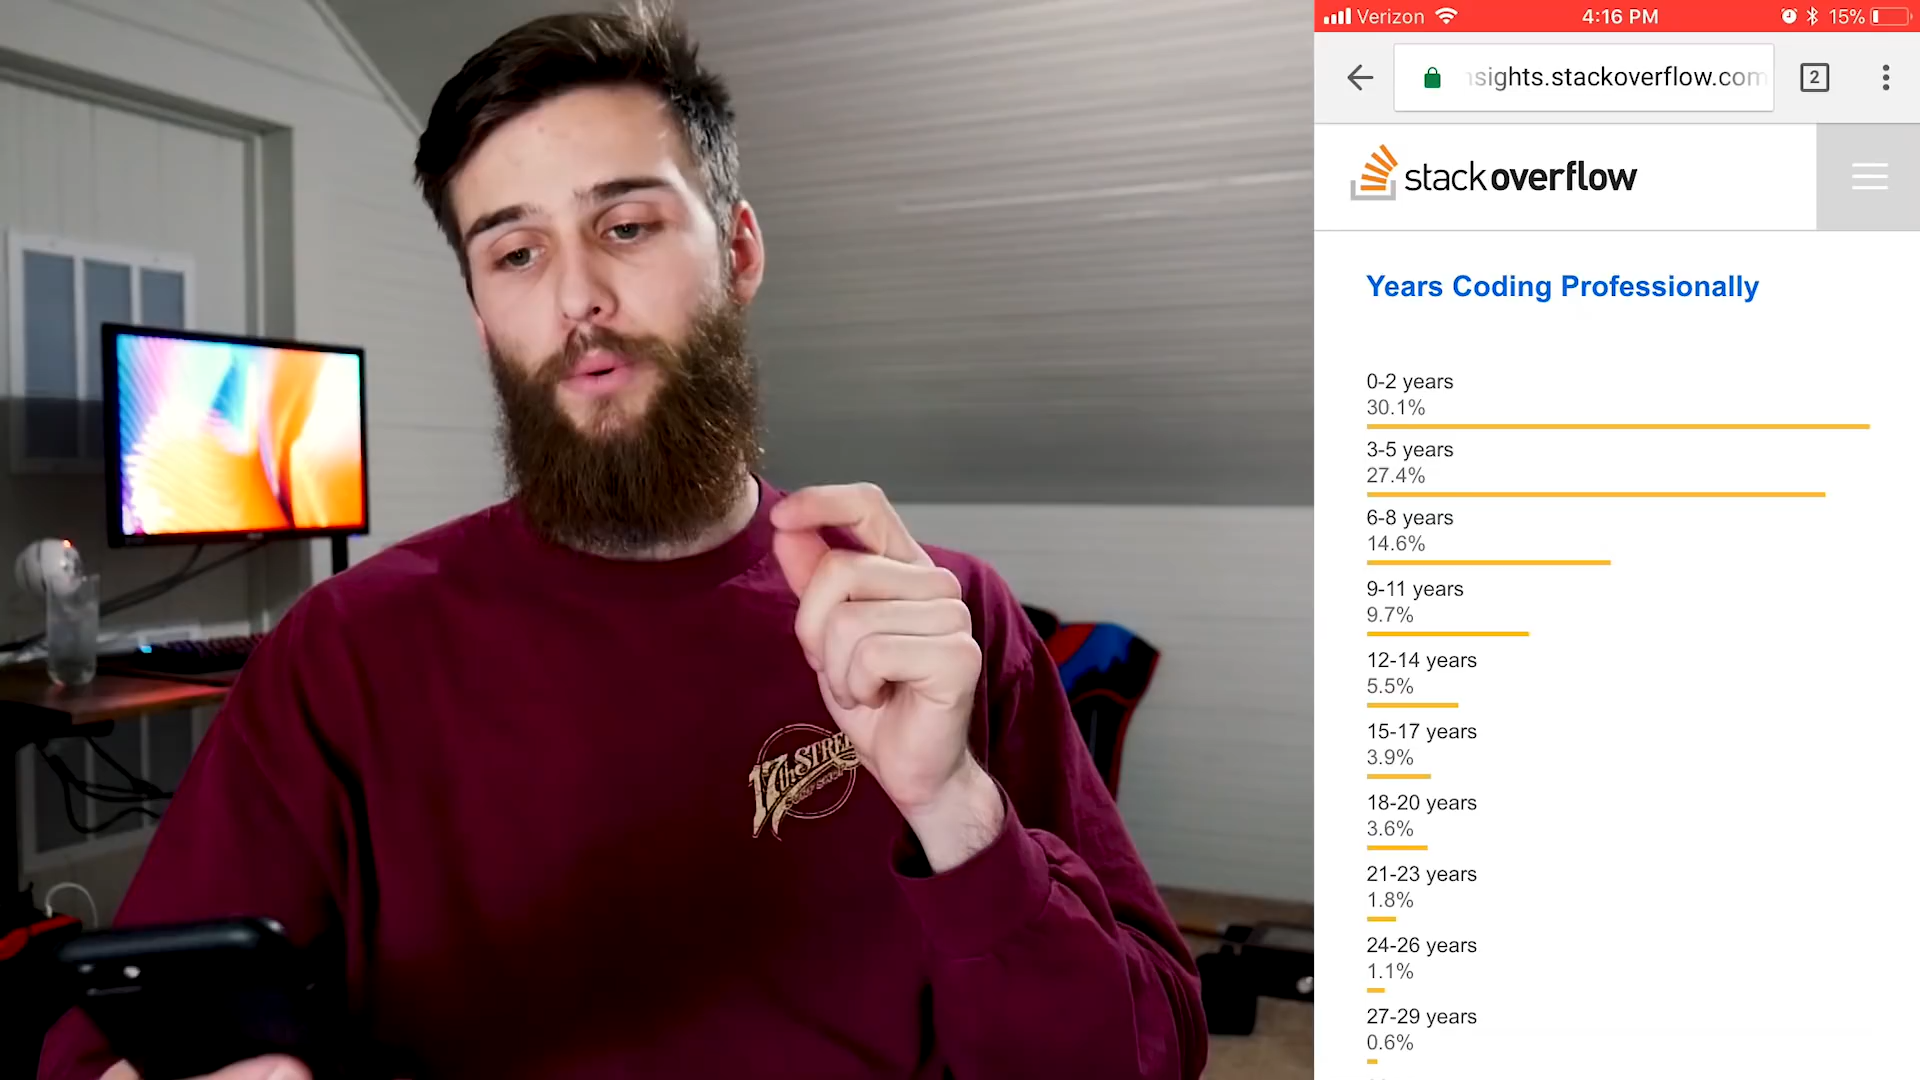 Verizon 4:16 PM 15%
nsights.stackoverflow.com 2
stackoverflow
Years Coding Professionally
0-2 years
30.1%
3-5 years
27.4%
6-8 years
14.6%
9-11 years
9.7%
12-14 years
5.5%
15-17 years
3.9%
18-20 years
3.6%
21-23 years
1.8%
24-26 years
1.1%
27-29 years
0.6%
17th STREE